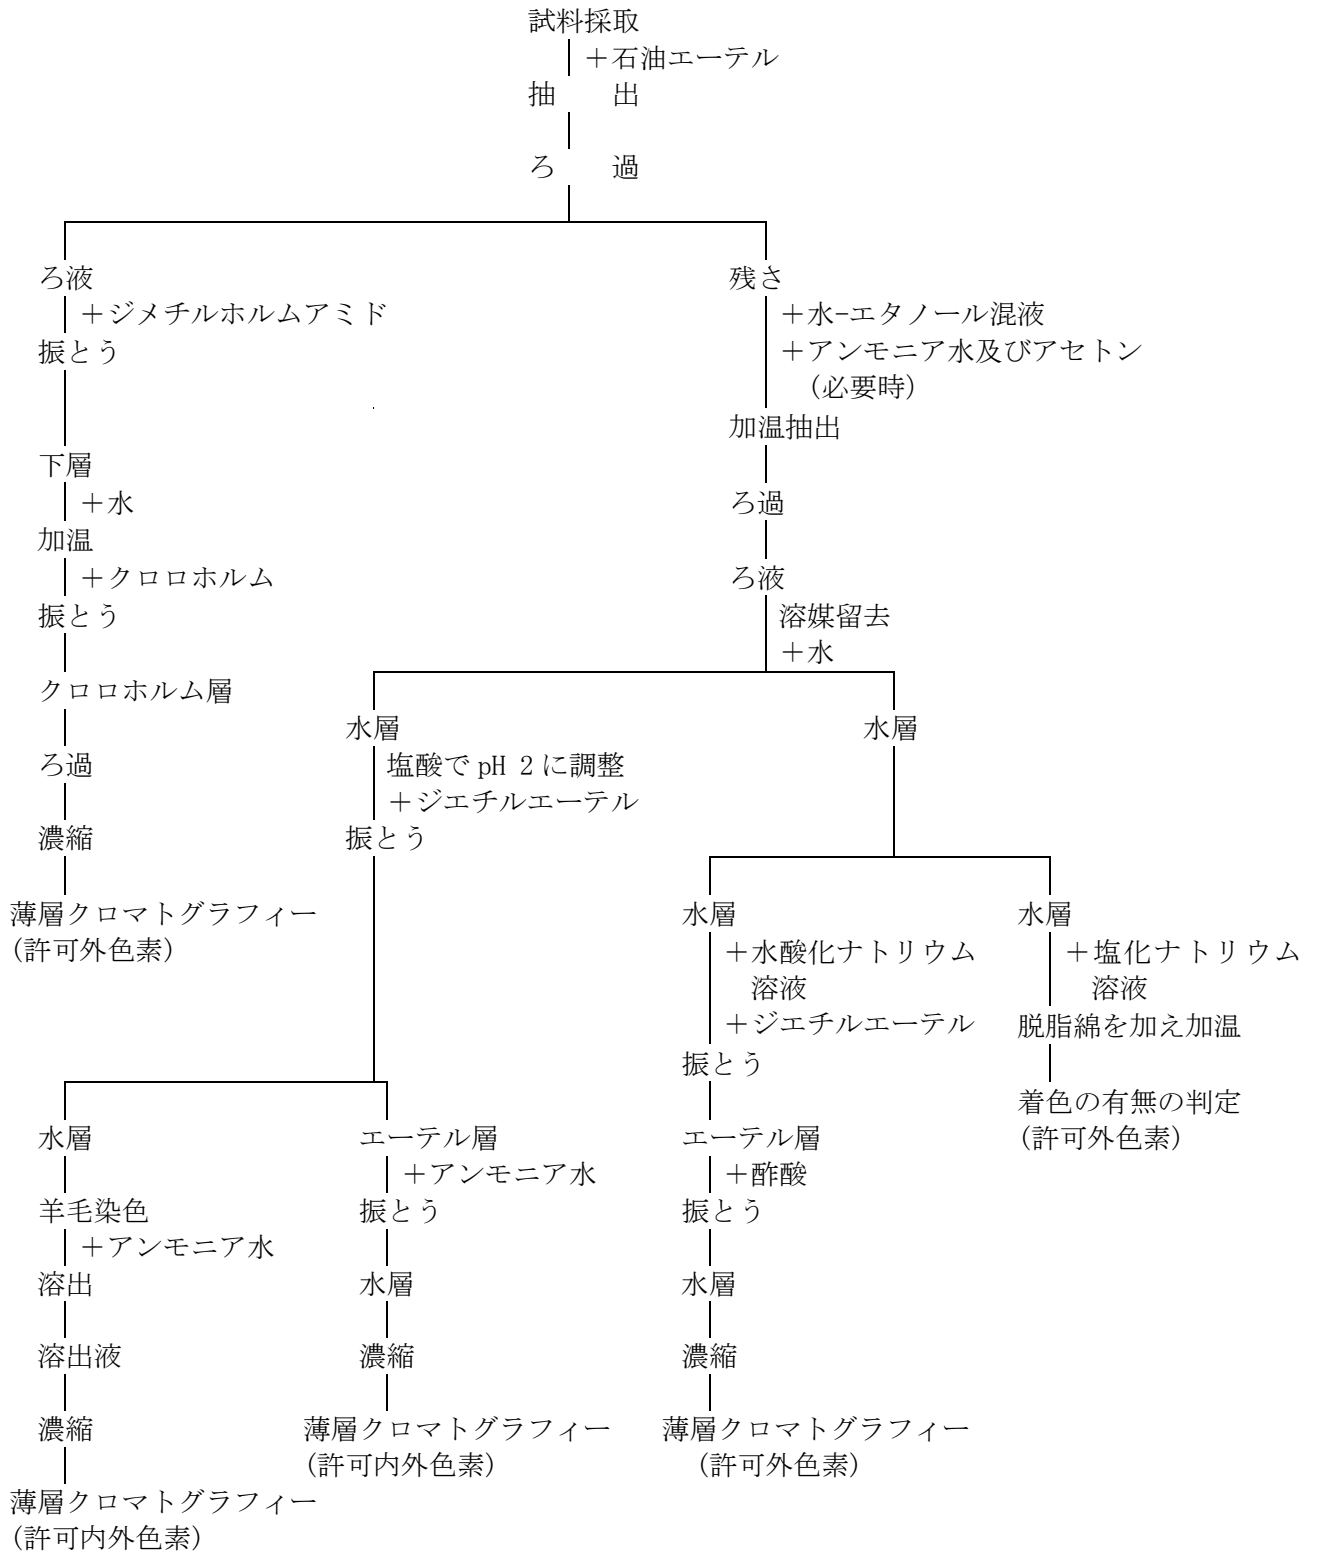 試料採取
+石油エーテル
抽　　出
ろ　　過
ろ液
+ジメチルホルムアミド
振とう
下層
+水
加温
+クロロホルム
振とう
クロロホルム層
ろ過
濃縮
薄層クロマトグラフィー
(許可外色素)
残さ
+水-エタノール混液
+アンモニア水及びアセトン
(必要時)
加温抽出
ろ過
ろ液
溶媒留去
+水
水層
塩酸で pH 2 に調整
+ジエチルエーテル
振とう
水層
羊毛染色
+アンモニア水
溶出
溶出液
濃縮
薄層クロマトグラフィー
(許可内外色素)
エーテル層
+アンモニア水
振とう
水層
濃縮
薄層クロマトグラフィー
(許可内外色素)
水層
水層
+水酸化ナトリウム
溶液
+ジエチルエーテル
振とう
エーテル層
+酢酸
振とう
水層
濃縮
薄層クロマトグラフィー
(許可外色素)
水層
+塩化ナトリウム
溶液
脱脂綿を加え加温
着色の有無の判定
(許可外色素)